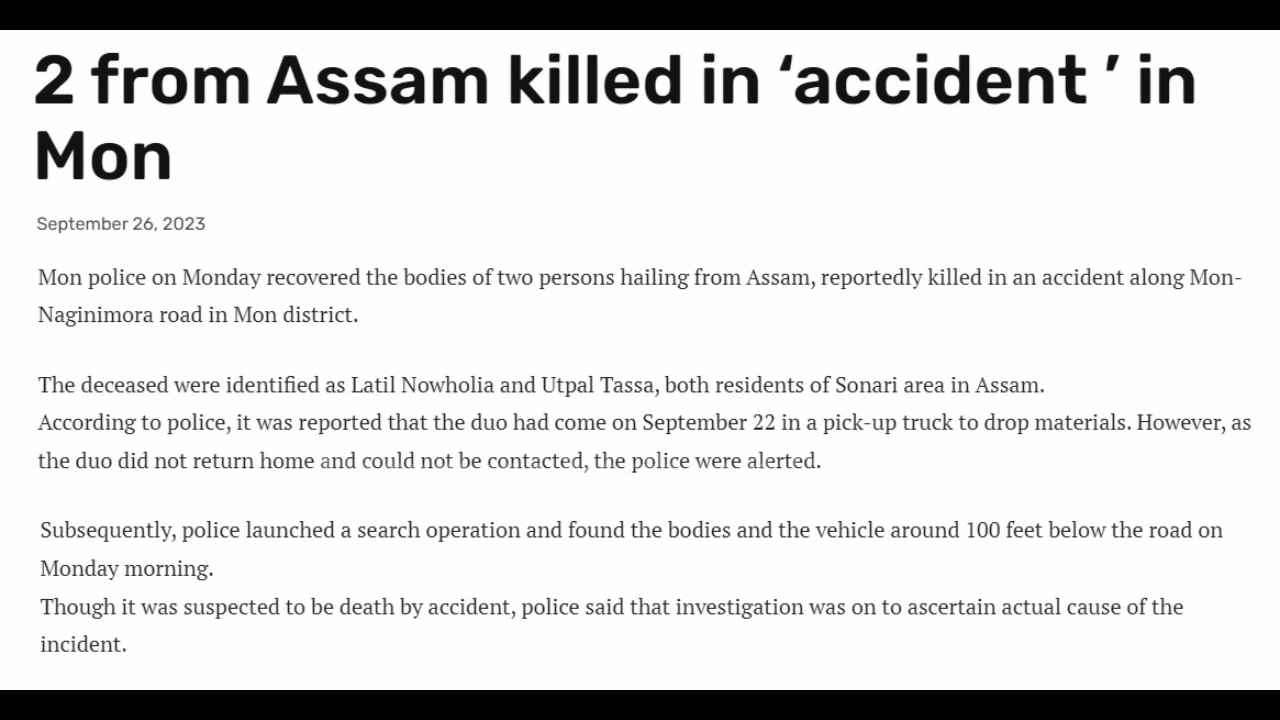 2 from Assam killed in ‘accident ’ in
Mon
September 26, 2023
Mon police on Monday recovered the bodies of two persons hailing from Assam, reportedly killed in an accident along Mon-
Naginimora road in Mon district.
The deceased were identified as Latil Nowholia and Utpal Tassa, both residents of Sonari area in Assam.
According to police, it was reported that the duo had come on September 22 in a pick-up truck to drop materials. However, as
the duo did not return home and could not be contacted, the police were alerted.
Subsequently, police launched a search operation and found the bodies and the vehicle around 100 feet below the road on
Monday morning.
Though it was suspected to be death by accident, police said that investigation was on to ascertain actual cause of the
incident.